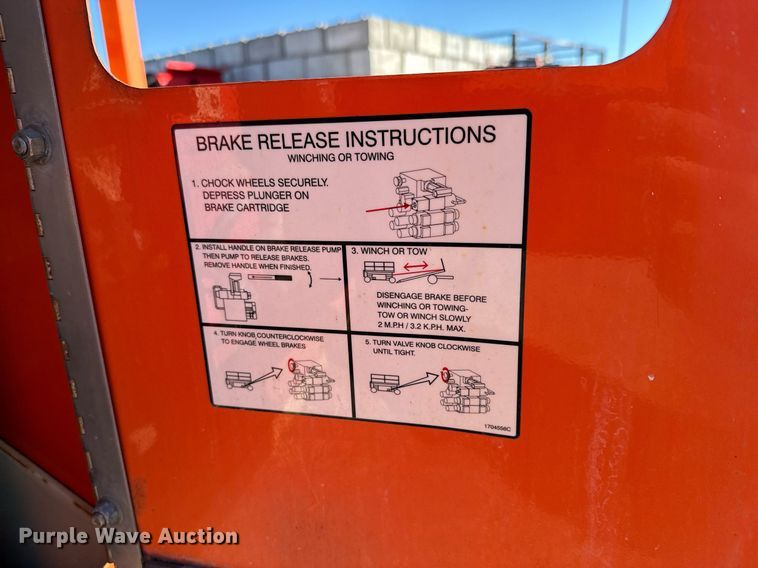 BRAKE RELEASE INSTRUCTIONS
WINCHING OR TOWING
1. CHOCK WHEELS SECURELY.
DEPRESS PLUNGER ON
BRAKE CARTRIDGE
2. INSTALL HANDLE ON BRAKE RELEASE PUMP
THEN PUMP TO RELEASE BRAKES.
REMOVE HANDLE WHEN FINISHED.
3. WINCH OR TOW
DISENGAGE BRAKE BEFORE
WINCHING OR TOWING-
TOW OR WINCH SLOWLY
2 M.P.H / 3.2 K.P.H. MAX.
4. TURN KNOB COUNTERCLOCKWISE
TO ENGAGE WHEEL BRAKES
5. TURN VALVE KNOB CLOCKWISE
UNTIL TIGHT.
1704556C
Purple Wave Auction